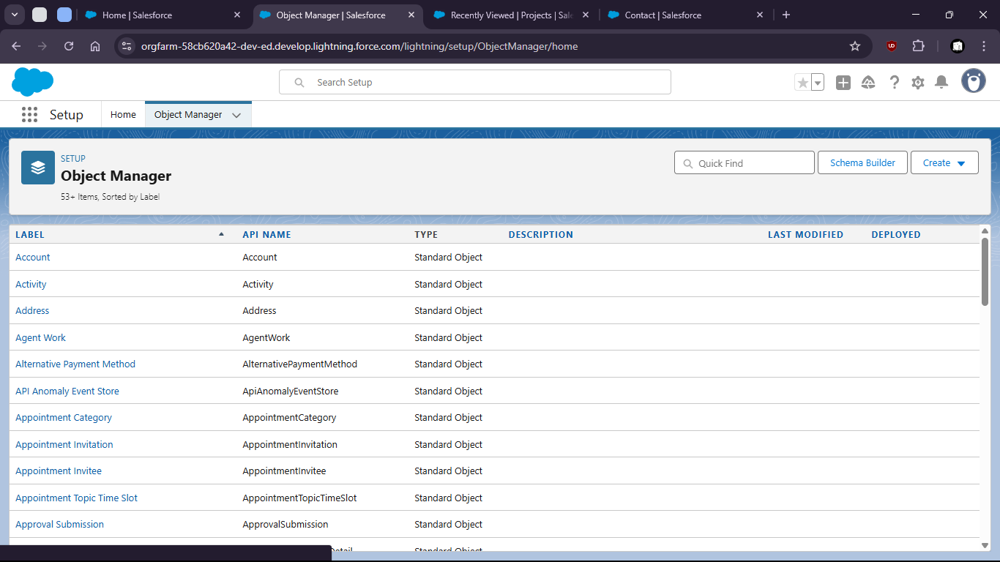 Home | Salesforce
Object Manager | Salesforce
Recently Viewed | Projects | Sale
Contact | Salesforce
orgfarm-58cb620a42-dev-ed.develop.lightning.force.com/lightning/setup/ObjectManager/home
Search Setup
Setup Home Object Manager
SETUP
Object Manager
53+ Items, Sorted by Label
Quick Find
Schema Builder
Create
LABEL API NAME TYPE DESCRIPTION LAST MODIFIED DEPLOYED
Account Account Standard Object
Activity Activity Standard Object
Address Address Standard Object
Agent Work AgentWork Standard Object
Alternative Payment Method AlternativePaymentMethod Standard Object
API Anomaly Event Store ApiAnomalyEventStore Standard Object
Appointment Category AppointmentCategory Standard Object
Appointment Invitation AppointmentInvitation Standard Object
Appointment Invitee AppointmentInvitee Standard Object
Appointment Topic Time Slot AppointmentTopicTimeSlot Standard Object
Approval Submission ApprovalSubmission Standard Object
Detail Standard Object